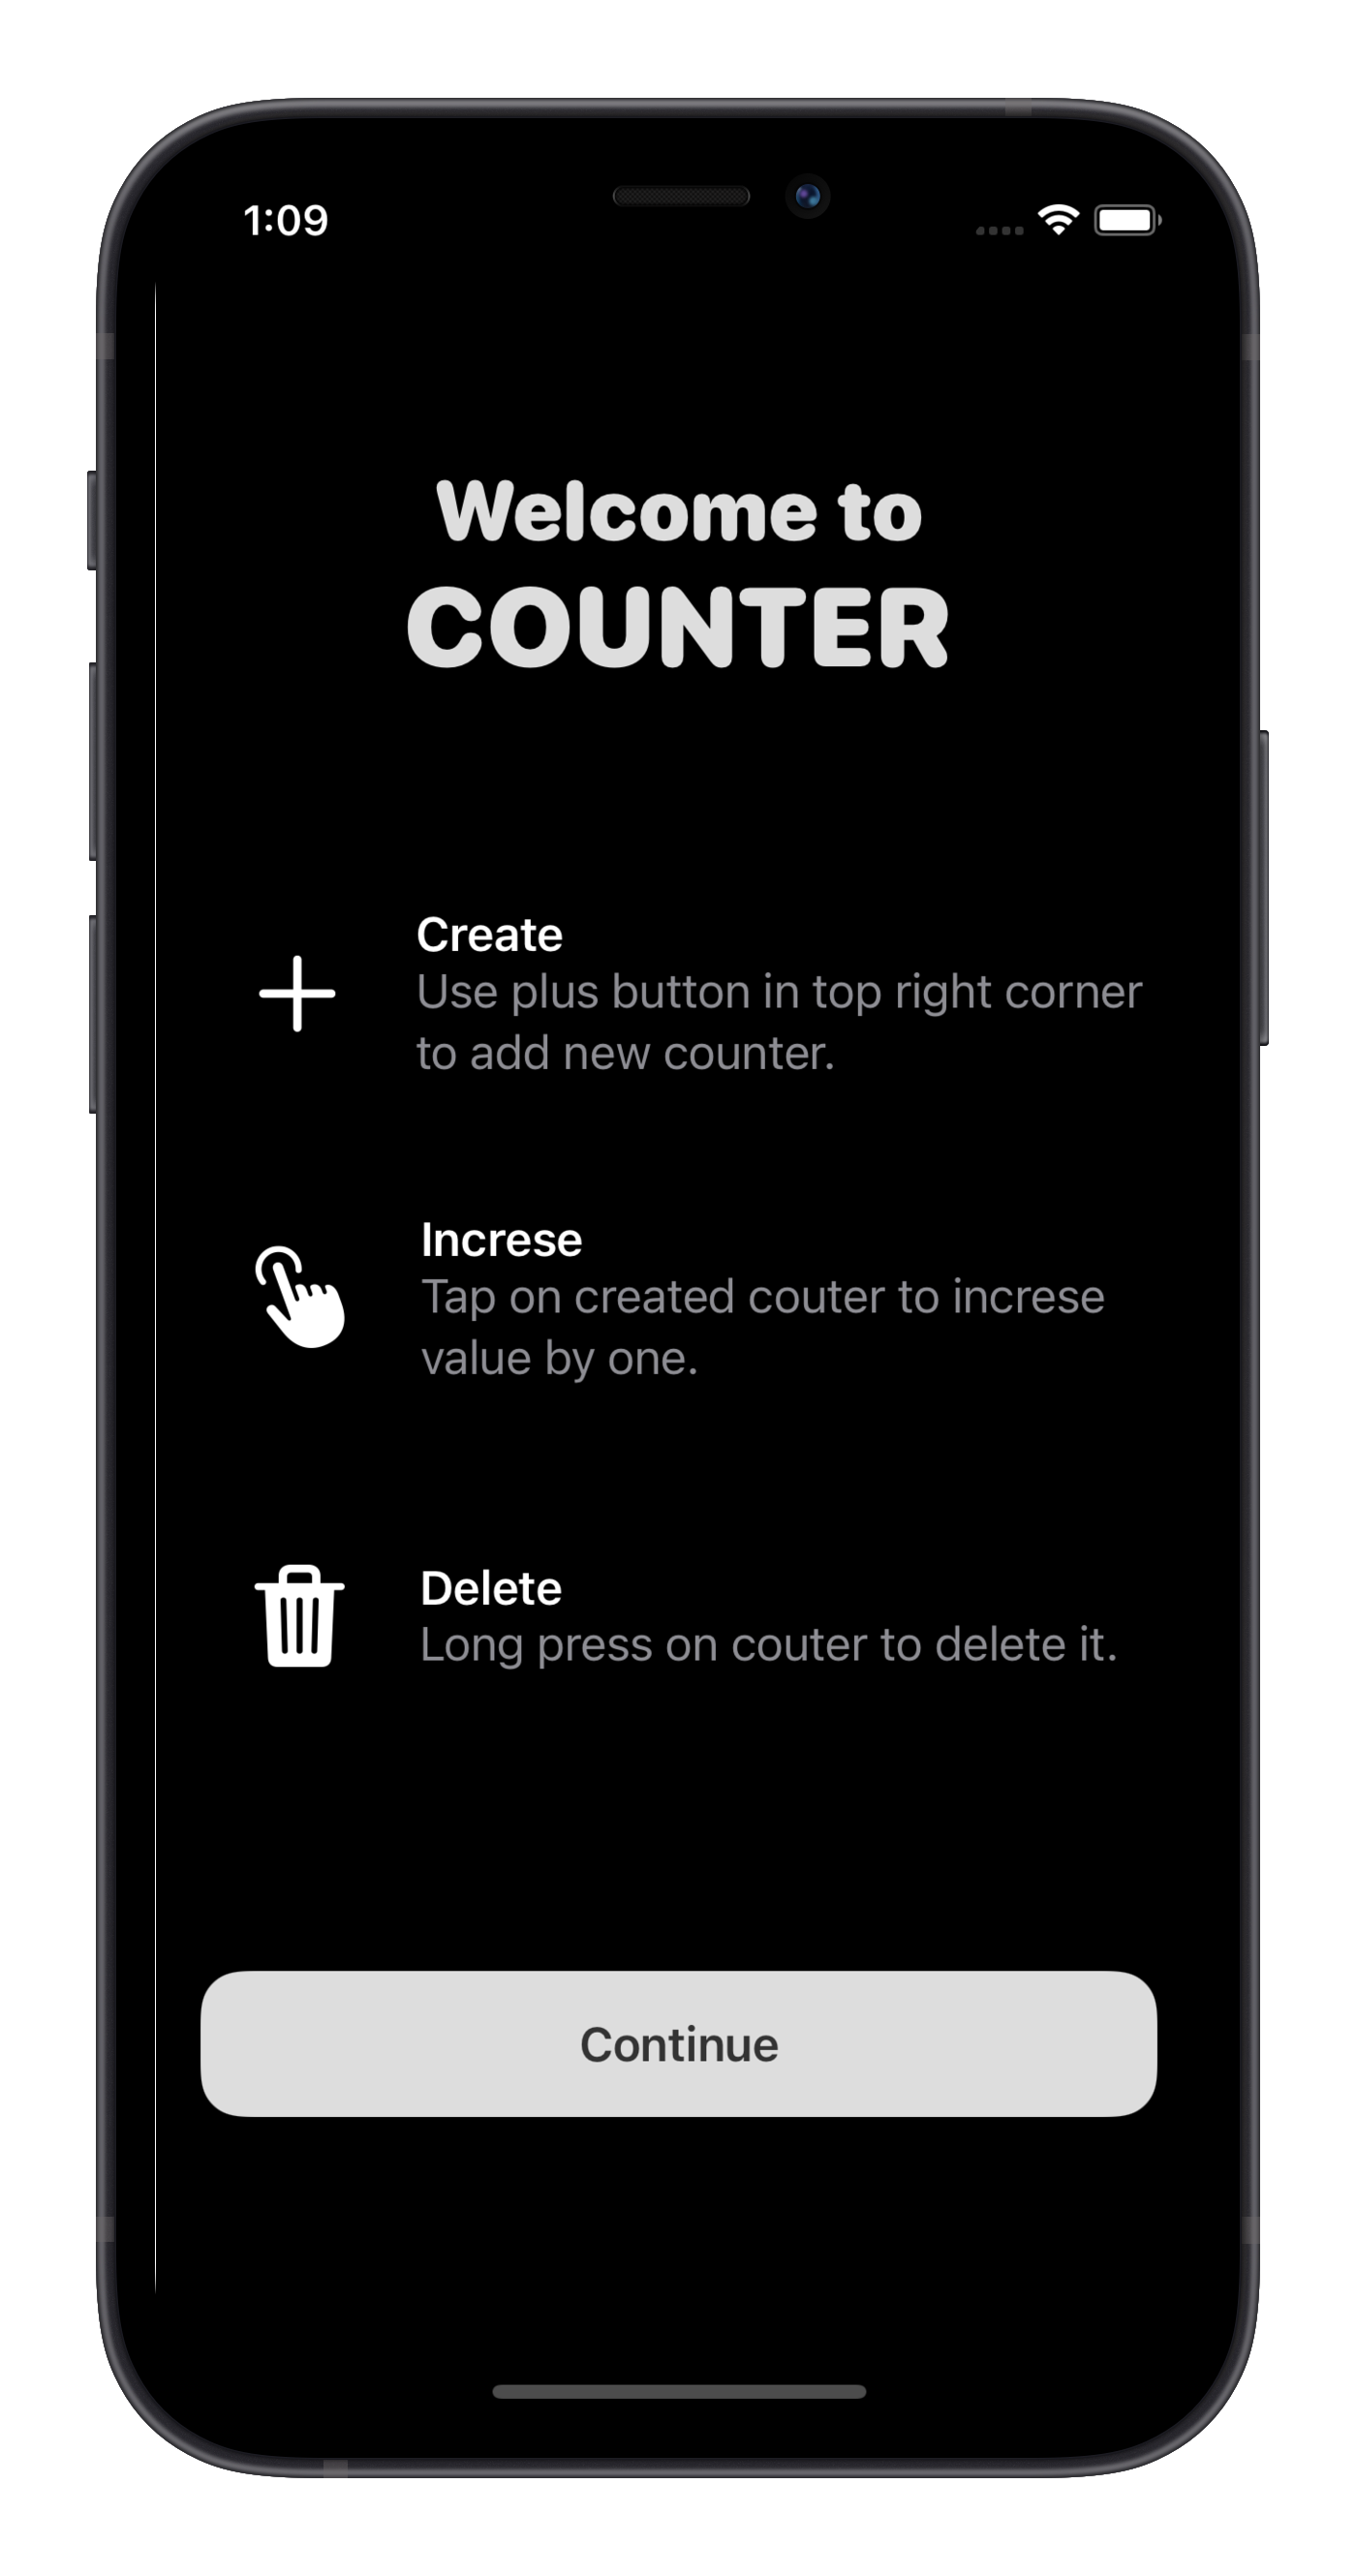 1:09
Welcome to
COUNTER
Create
Use plus button in top right corner
to add new counter.
Increse
Tap on created couter to increse
value by one.
Delete
Long press on couter to delete it.
Continue